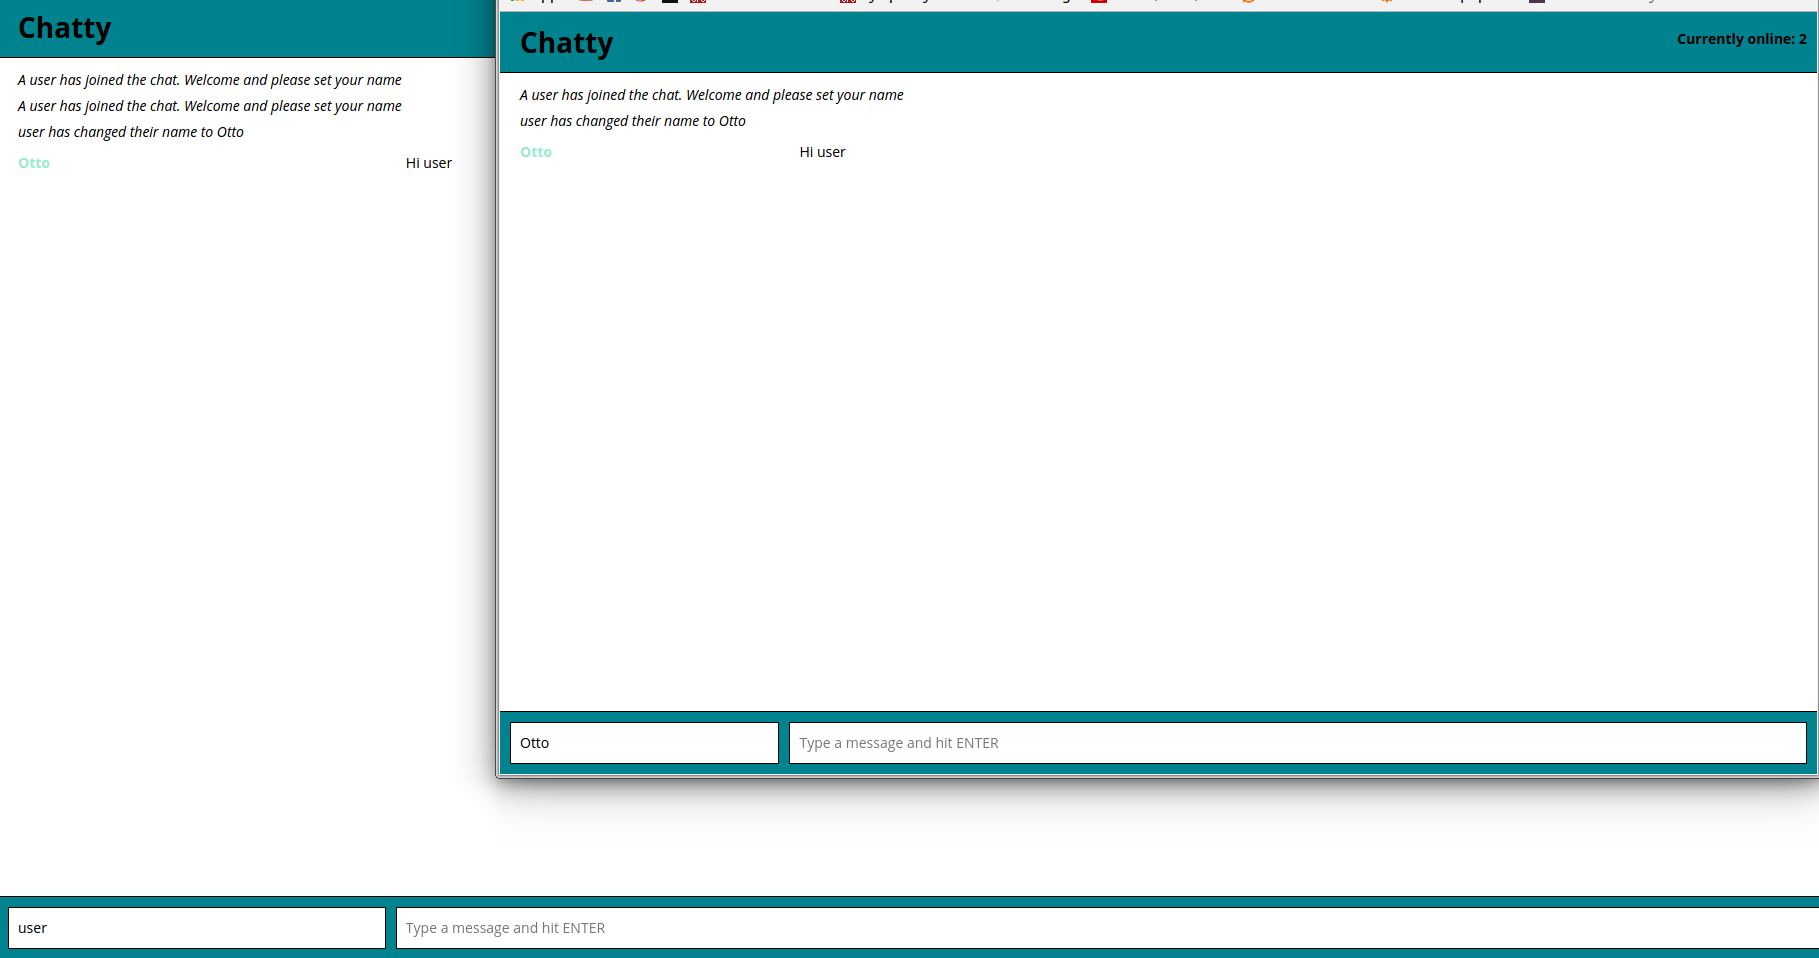 Chatty
A user has joined the chat. Welcome and please set your name
A user has joined the chat. Welcome and please set your name
user has changed their name to Otto
Otto Hi user
user Type a message and hit ENTER
Chatty Currently online: 2
A user has joined the chat. Welcome and please set your name
user has changed their name to Otto
Otto Hi user
Otto Type a message and hit ENTER